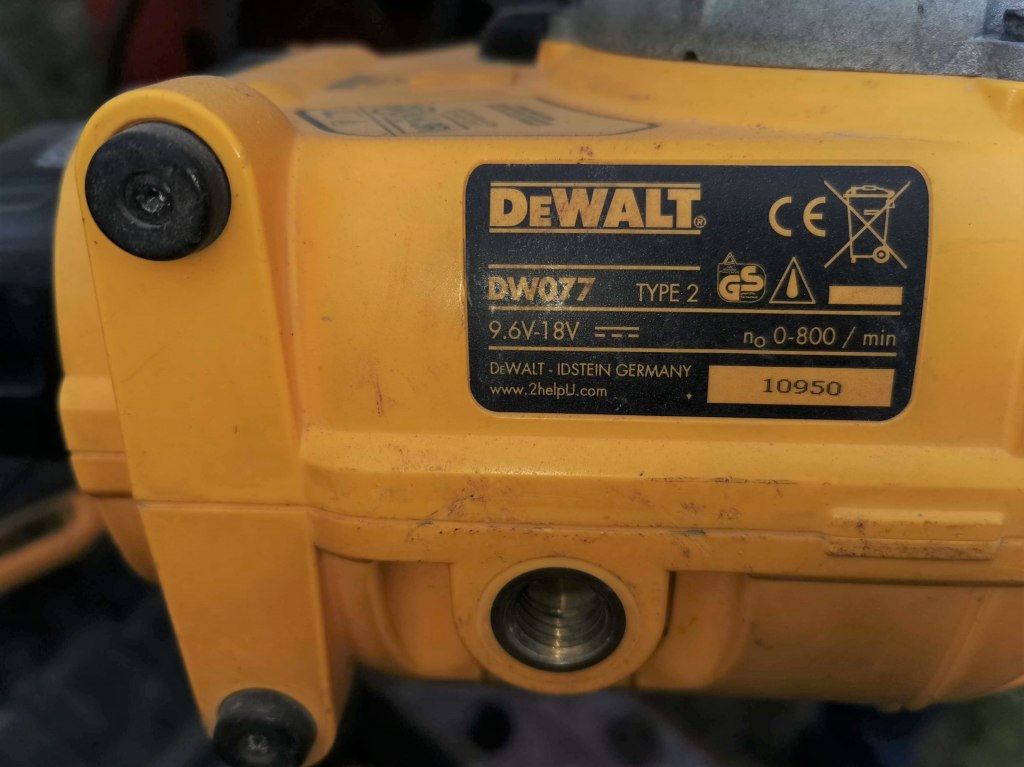 DEWALT®
CE
DW077 TYPE 2
GS
9.6V-18V
n₀ 0-800 / min
DEWALT - IDSTEIN GERMANY
www.2helpU.com
10950